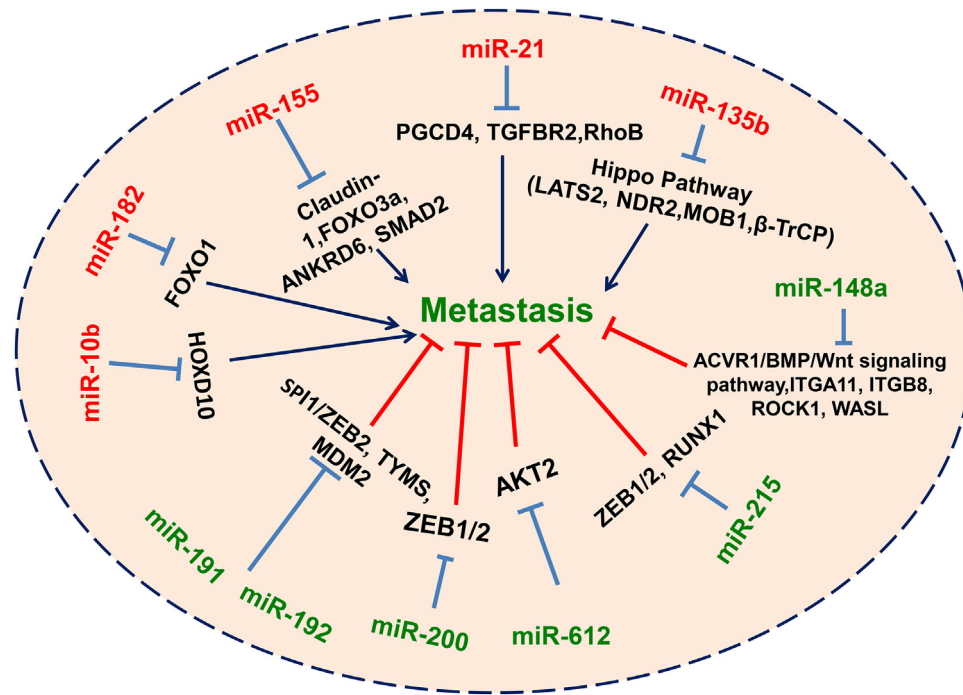 miR-21
miR-155
miR-135b
PGCD4, TGFBR2,RhoB
Hippo Pathway
(LATS2, NDR2,MOB1,β-TrCP)
Claudin-
1,FOXO3a,
ANKRD6, SMAD2
miR-182
FOXO1
miR-148a
Metastasis
miR-10b
HOXD10
ACVR1/BMP/Wnt signaling
pathway,ITGA11, ITGB8,
ROCK1, WASL
SPI1/ZEB2, TYMS,
MDM2
ZEB1/2
AKT2
ZEB1/2, RUNX1
miR-215
miR-191
miR-192
miR-200
miR-612